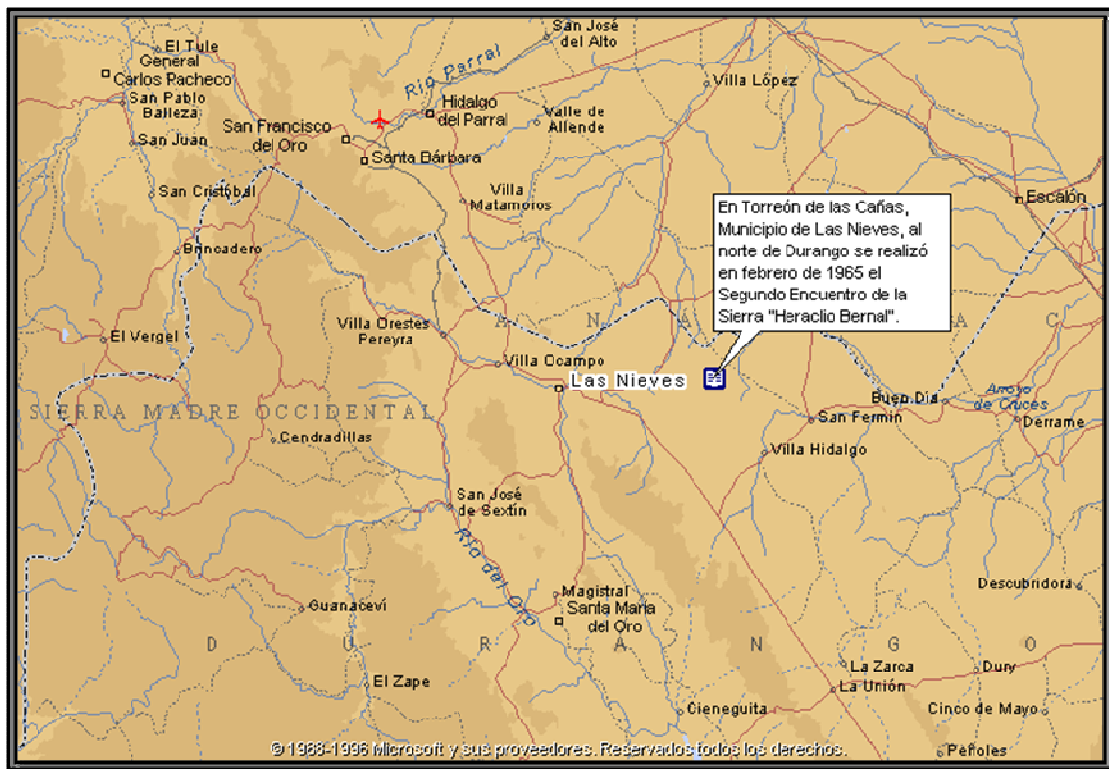 El Tule
General
Carlos Pacheco
San Pablo
Balleza
San Juan
San Cristóbal
Brincadero
El Vergel
San José
del Alto
Río Parral
Hidalgo
del Parral
San Francisco
del Oro
Santa Bárbara
Valle de
Allende
Villa López
Villa
Matamoros
Escalón
En Torreón de las Cañas,
Municipio de Las Nieves, al
norte de Durango se realizó
en febrero de 1965 el
Segundo Encuentro de la
Sierra "Heraclio Bernal".
A N A A C
Villa Orestes
Pereyra
Villa Ocampo
Las Nieves
Buen Día
Arroyo
de Cruces
San Fermín
Derrame
SIERRA MADRE OCCIDENTAL
Cendradillas
Villa Hidalgo
San José
de Sextín
Río del Oro
Descubridora
Magistral
Santa María
del Oro
Guanaceví
D U R A N G O
El Zape
La Zarca
Dury
La Unión
Cieneguita
Cinco de Mayo
Peñoles
© 1988-1996 Microsoft y sus proveedores. Reservados todos los derechos.